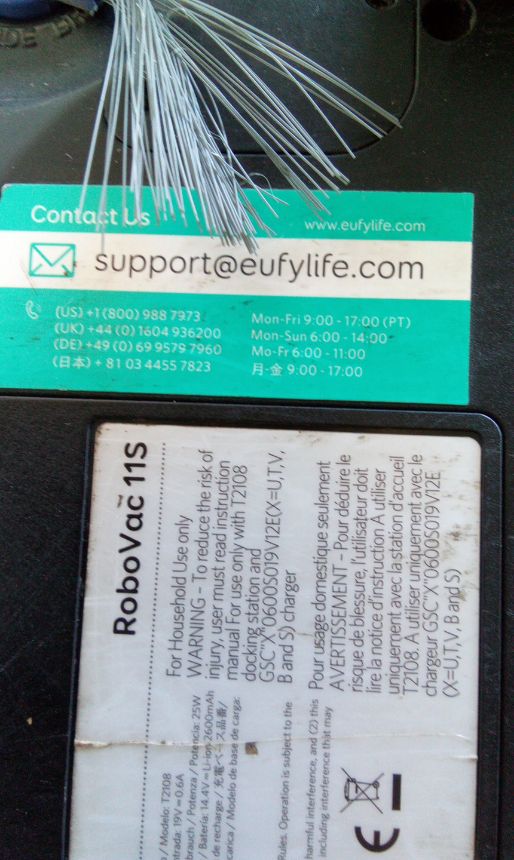 Contact Us
www.eufylife.com
support@eufylife.com
(US) +1 (800) 988 7973
Mon-Fri 9:00 - 17:00 (PT)
(UK) +44 (0) 1604 936200
Mon-Sun 6:00 - 14:00
(DE) +49 (0) 69 9579 7960
Mo-Fr 6:00 - 11:00
(日本) + 81 03 4455 7823
月-金 9:00 - 17:00
RoboVac 11S
For Household Use only
WARNING - To reduce the risk of
injury, user must read instruction
manual For use only with T2108
docking station and
GSC"X"0600S019V12E(X=U,T,V,
B and S) charger
Pour usage domestique seulement
AVERTISSEMENT - Pour déduire le
risque de blessure, l'utilisateur doit
lire la notice d'instruction A utiliser
uniquement avec la station d'accueil
T2108. A utiliser uniquement avec le
chargeur GSC"X"0600S019V12E
(X=U,T,V, B and S)
/ Modelo: T2108
19V⎓0.6A
/ Potenza / Potencia: 25W
/ Batería: 14.4V⎓Li-ion 2600mAh
de recharge / 充電ベース品番/
carica / Modelo de base de carga:
Rules. Operation is subject to the
harmful interference, and (2) this
including interference that may
CE